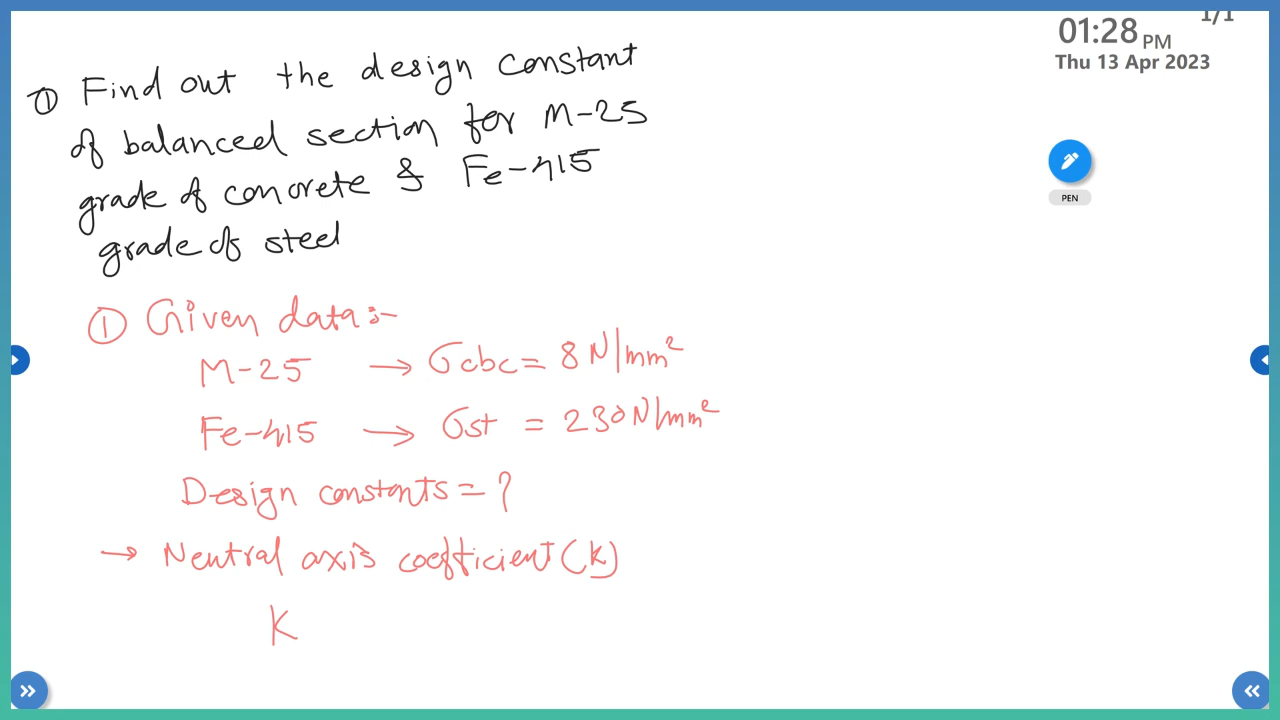 1/1
01:28 PM
Thu 13 Apr 2023
① Find out the design constant
of balanced section for M-25
grade of concrete & Fe-415
grade of steel
PEN
① Given data:-
M-25 → σcbc = 8 N/mm²
Fe-415 → σst = 230 N/mm²
Design constants = ?
→ Neutral axis coefficient (k)
K